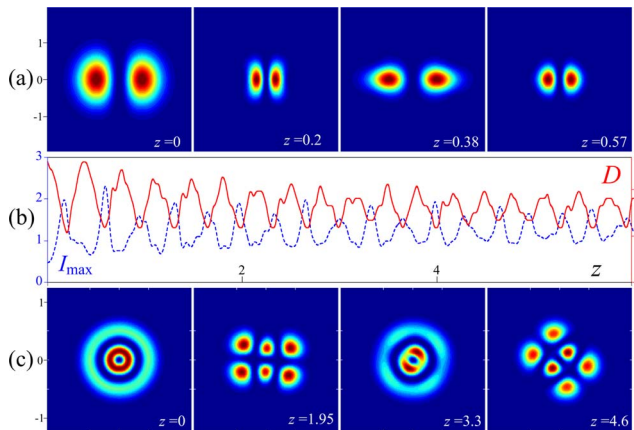 1
(a) 0
-1
z=0 z=0.2 z=0.38 z=0.57
3
D
2
(b)
1
I max
0 2 4 z
1
(c) 0
-1
z=0 z=1.95 z=3.3 z=4.6